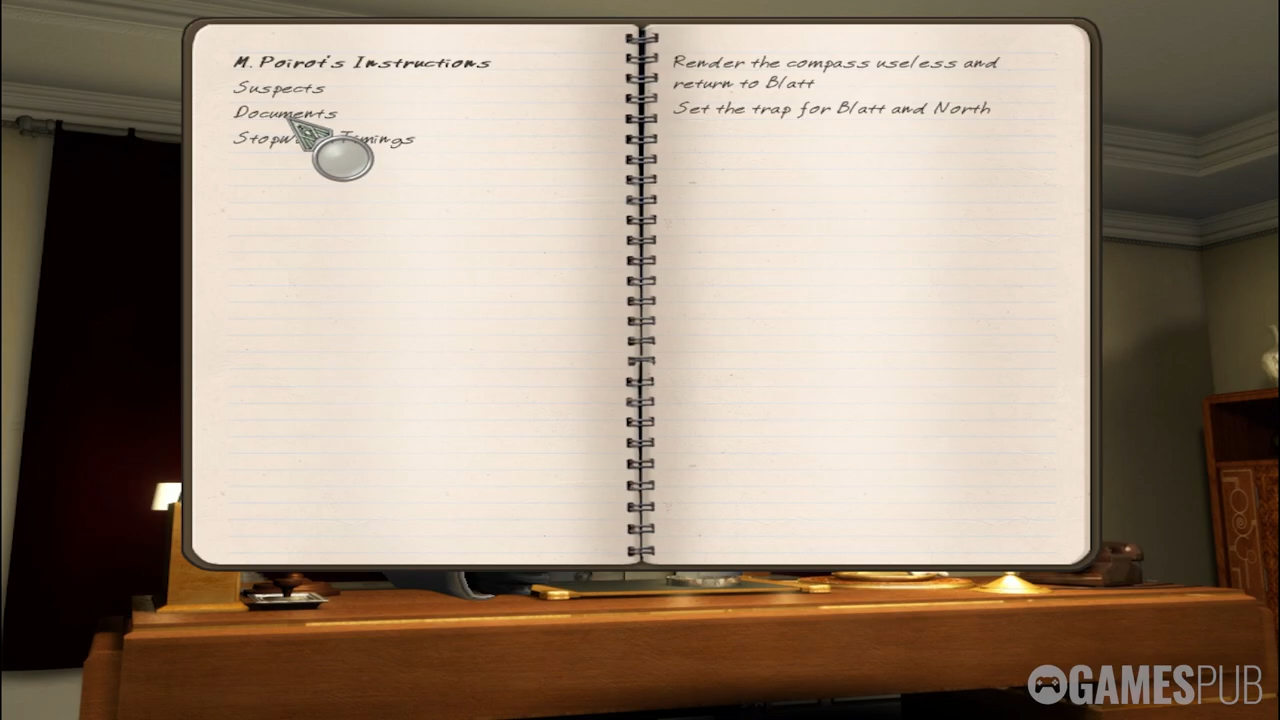 M. Poirot's Instructions
Suspects
Documents
Timings
Render the compass useless and
return to Blatt
Set the trap for Blatt and North
GAMESPUB